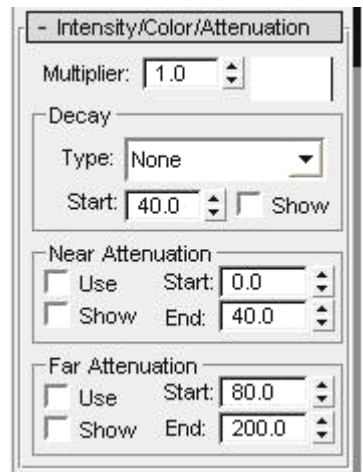 - Intensity/Color/Attenuation
Multiplier: 1.0
Decay
Type: None
Start: 40.0 Show
Near Attenuation
Use Start: 0.0
Show End: 40.0
Far Attenuation
Use Start: 80.0
Show End: 200.0